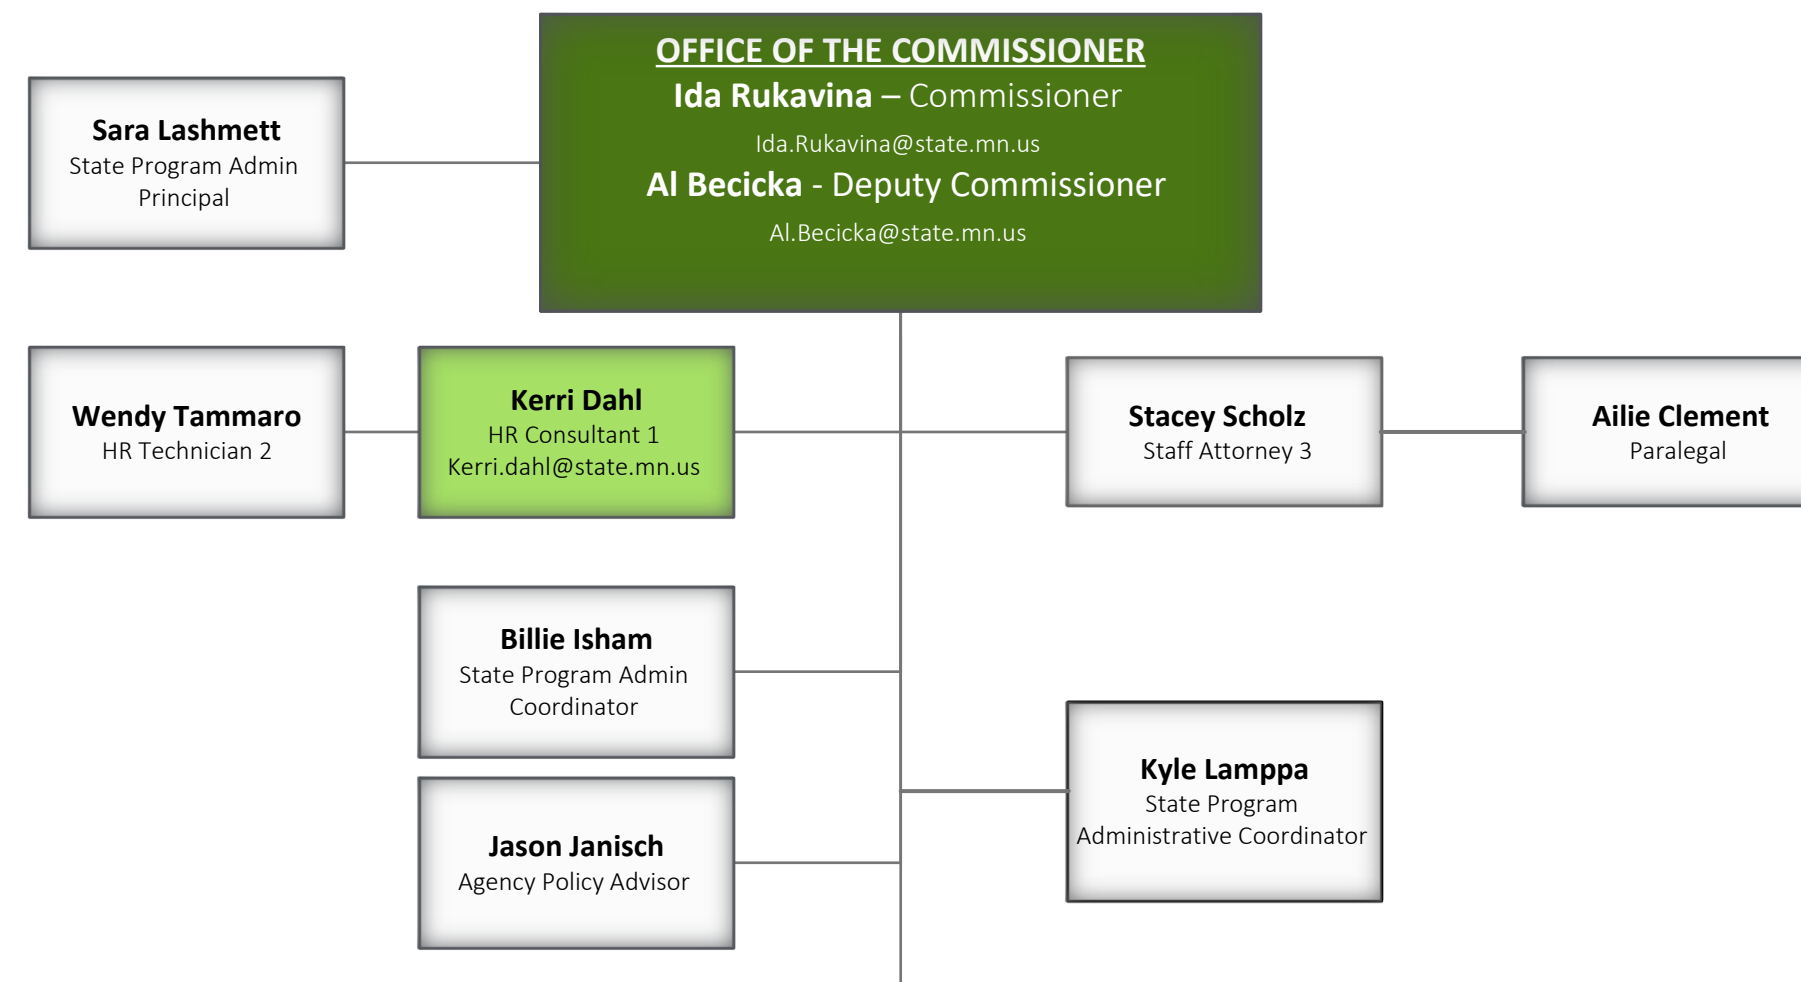 OFFICE OF THE COMMISSIONER
Ida Rukavina – Commissioner
Ida.Rukavina@state.mn.us
Al Becicka - Deputy Commissioner
Al.Becicka@state.mn.us
Sara Lashmett
State Program Admin
Principal
Wendy Tammaro
HR Technician 2
Kerri Dahl
HR Consultant 1
Kerri.dahl@state.mn.us
Stacey Scholz
Staff Attorney 3
Ailie Clement
Paralegal
Billie Isham
State Program Admin
Coordinator
Kyle Lamppa
State Program
Administrative Coordinator
Jason Janisch
Agency Policy Advisor